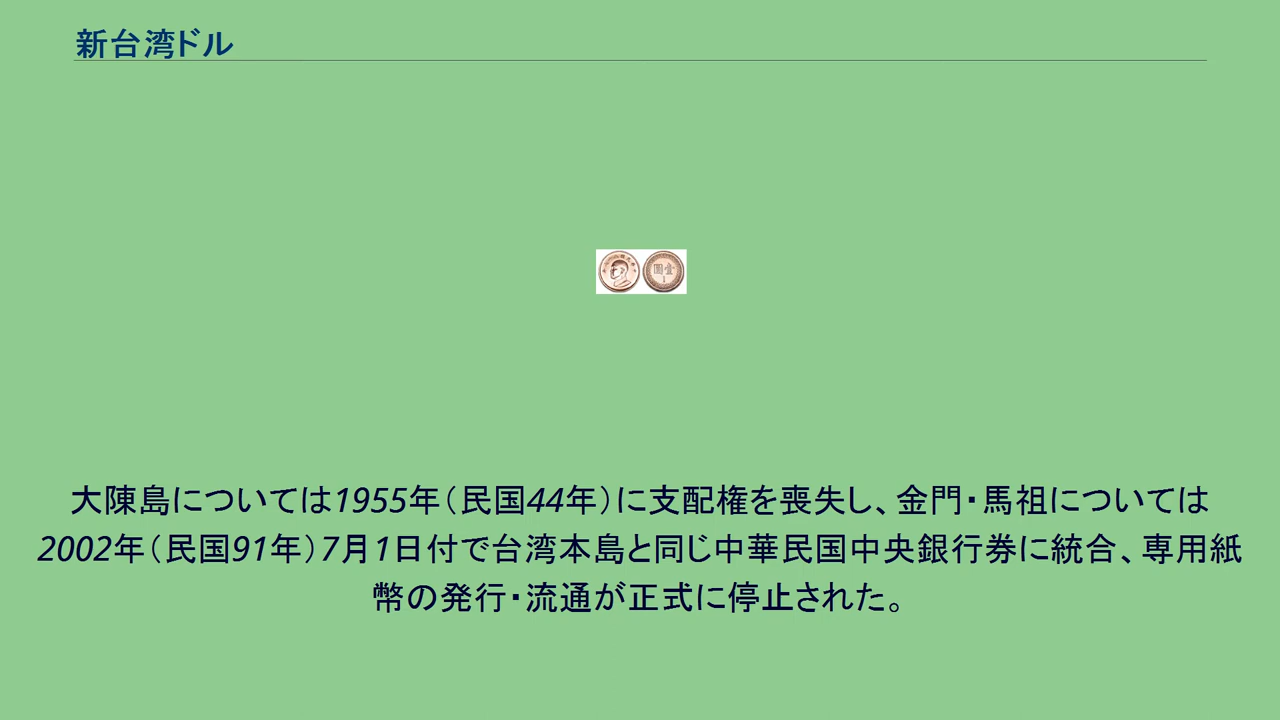 新台湾ドル
大陳島については1955年（民国44年）に支配権を喪失し、金門・馬祖については
2002年（民国91年）7月1日付で台湾本島と同じ中華民国中央銀行券に統合、専用紙
幣の発行・流通が正式に停止された。